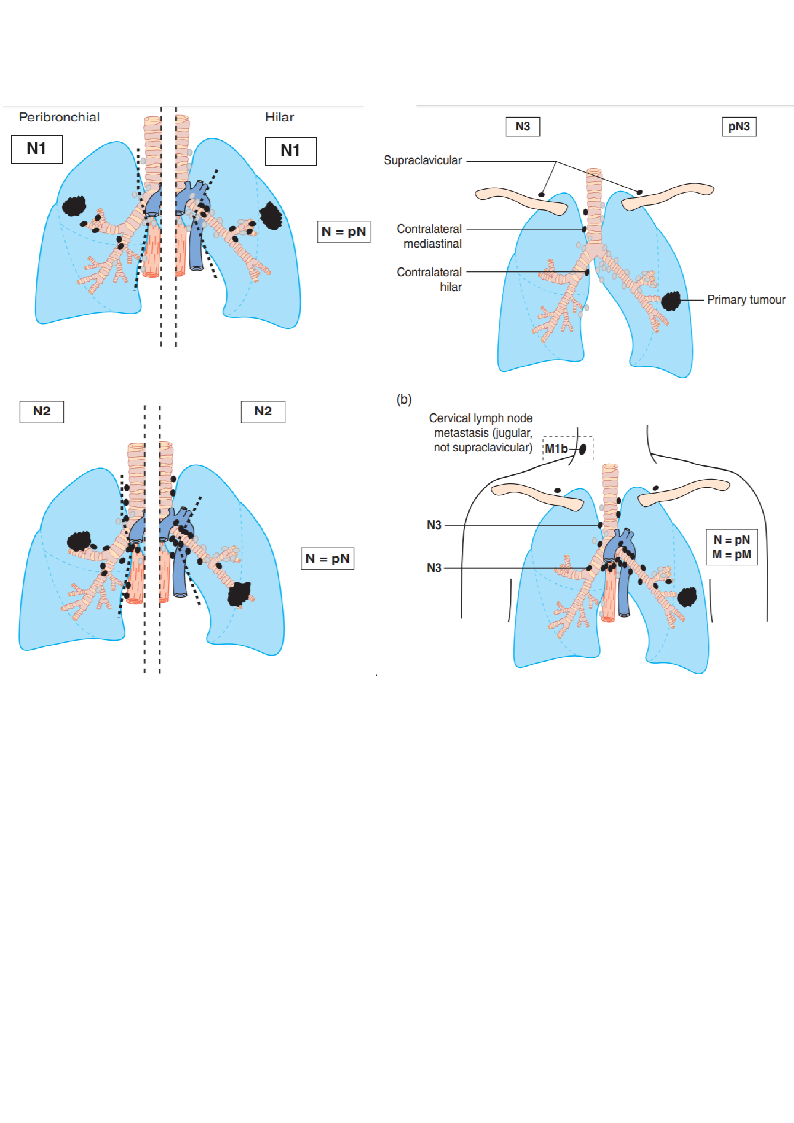 Peribronchial
Hilar
N1
N1
N = pN
N3
pN3
Supraclavicular
Contralateral
mediastinal
Contralateral
hilar
Primary tumour
N2
N2
N = pN
(b)
Cervical lymph node
metastasis (jugular,
not supraclavicular)
M1b
N3
N3
N = pN
M = pM